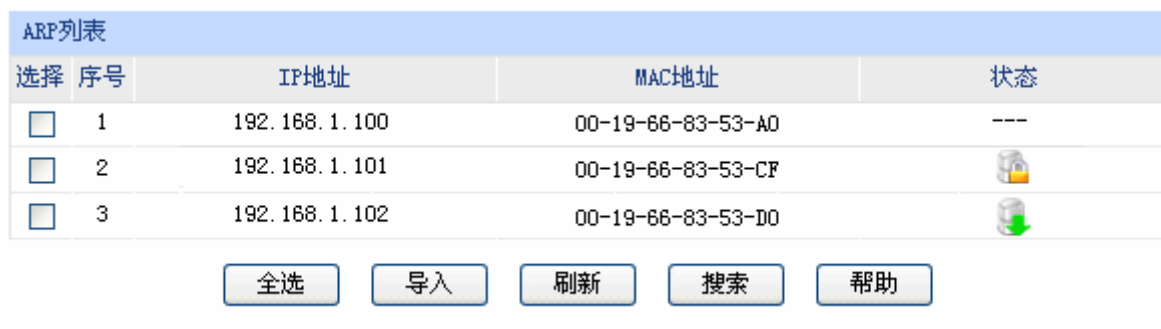 ARP列表
选择 序号 IP地址 MAC地址 状态
1 192.168.1.100 00-19-66-83-53-A0 ---
2 192.168.1.101 00-19-66-83-53-CF
3 192.168.1.102 00-19-66-83-53-D0
全选 导入 刷新 搜索 帮助